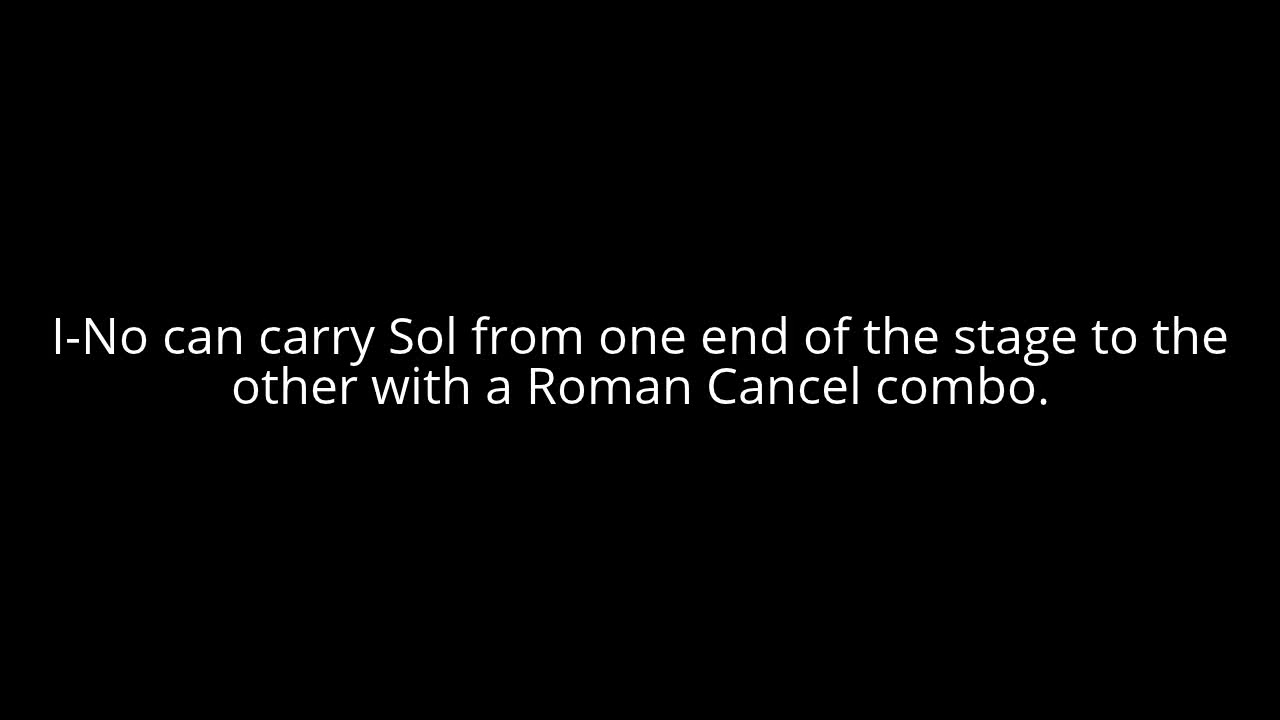 I-No can carry Sol from one end of the stage to the
other with a Roman Cancel combo.